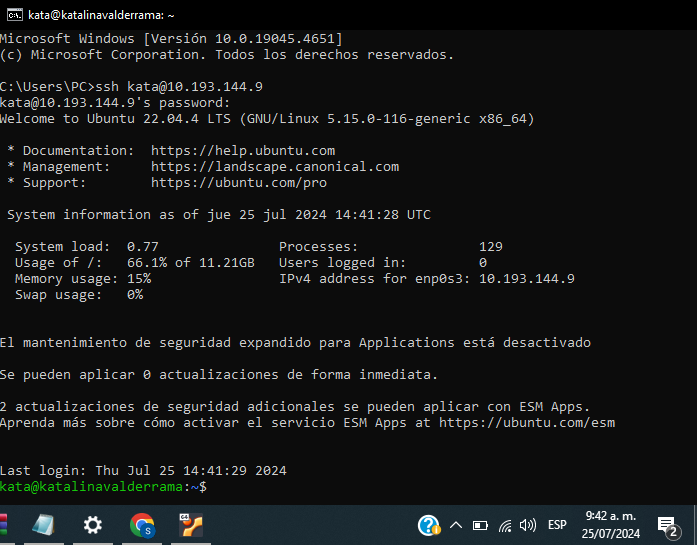 kata@katalinavalderrama: ~
Microsoft Windows [Versión 10.0.19045.4651]
(c) Microsoft Corporation. Todos los derechos reservados.
C:\Users\PC>ssh kata@10.193.144.9
kata@10.193.144.9's password:
Welcome to Ubuntu 22.04.4 LTS (GNU/Linux 5.15.0-116-generic x86_64)
* Documentation:  https://help.ubuntu.com
* Management:     https://landscape.canonical.com
* Support:        https://ubuntu.com/pro
System information as of jue 25 jul 2024 14:41:28 UTC
System load:  0.77               Processes:               129
Usage of /:   66.1% of 11.21GB   Users logged in:         0
Memory usage: 15%                IPv4 address for enp0s3: 10.193.144.9
Swap usage:   0%
El mantenimiento de seguridad expandido para Applications está desactivado
Se pueden aplicar 0 actualizaciones de forma inmediata.
2 actualizaciones de seguridad adicionales se pueden aplicar con ESM Apps.
Aprenda más sobre cómo activar el servicio ESM Apps at https://ubuntu.com/esm
Last login: Thu Jul 25 14:41:29 2024
kata@katalinavalderrama:~$
S
64
ESP
9:42 a. m.
25/07/2024
2